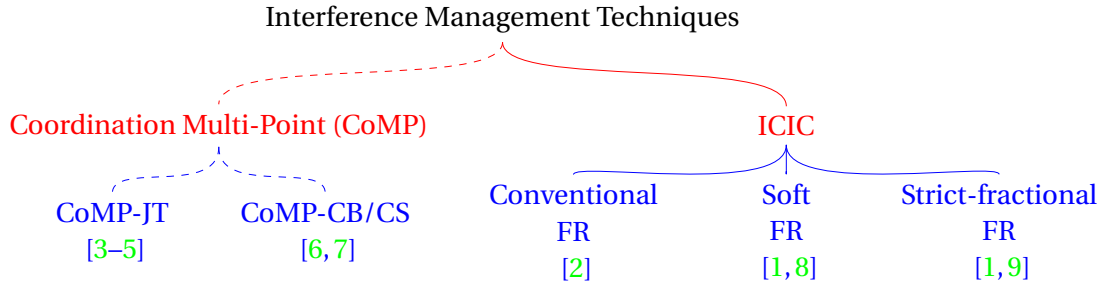 Interference Management Techniques
Coordination Multi-Point (CoMP)
ICIC
CoMP-JT
[3–5]
CoMP-CB/CS
[6, 7]
Conventional
FR
[2]
Soft
FR
[1, 8]
Strict-fractional
FR
[1, 9]